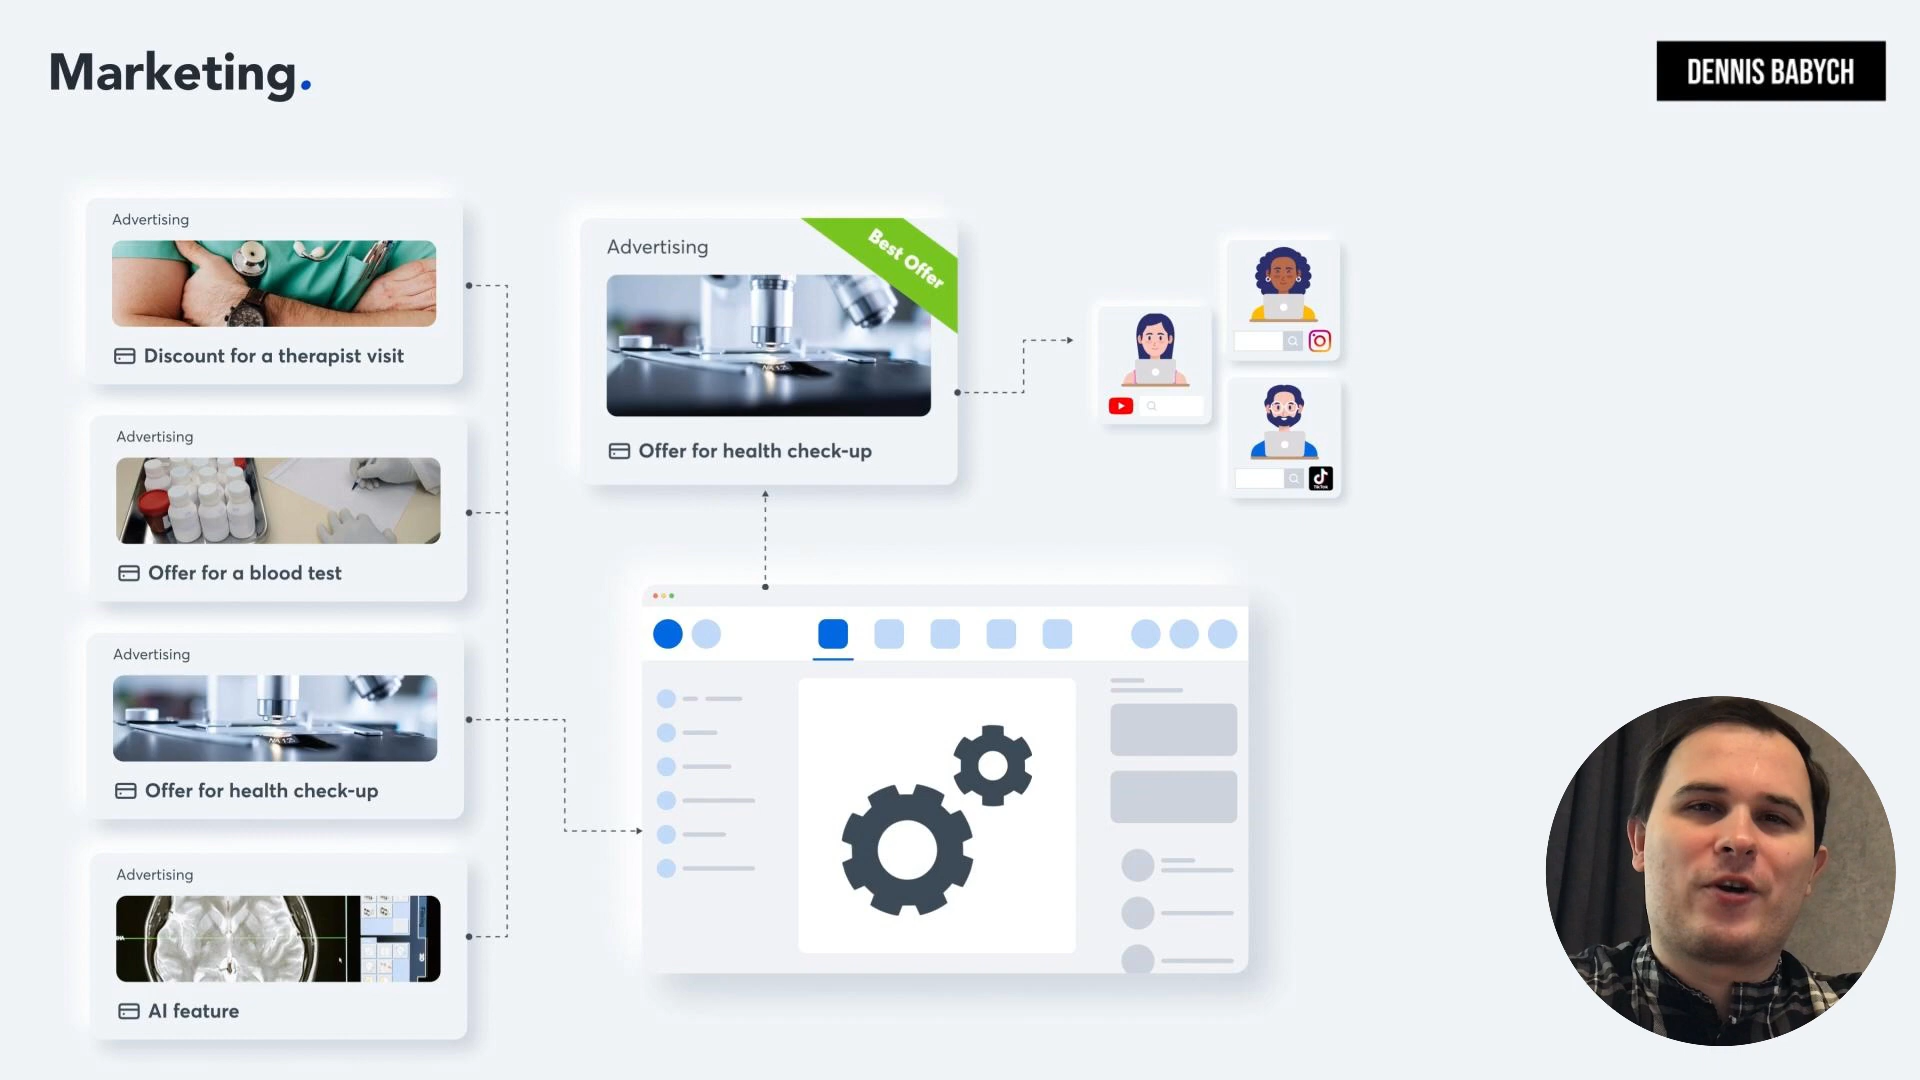 Marketing.
DENNIS BABYCH
Advertising
Discount for a therapist visit
Advertising
Offer for a blood test
Advertising
Offer for health check-up
Advertising
AI feature
Advertising
Best Offer
Offer for health check-up
TikTok